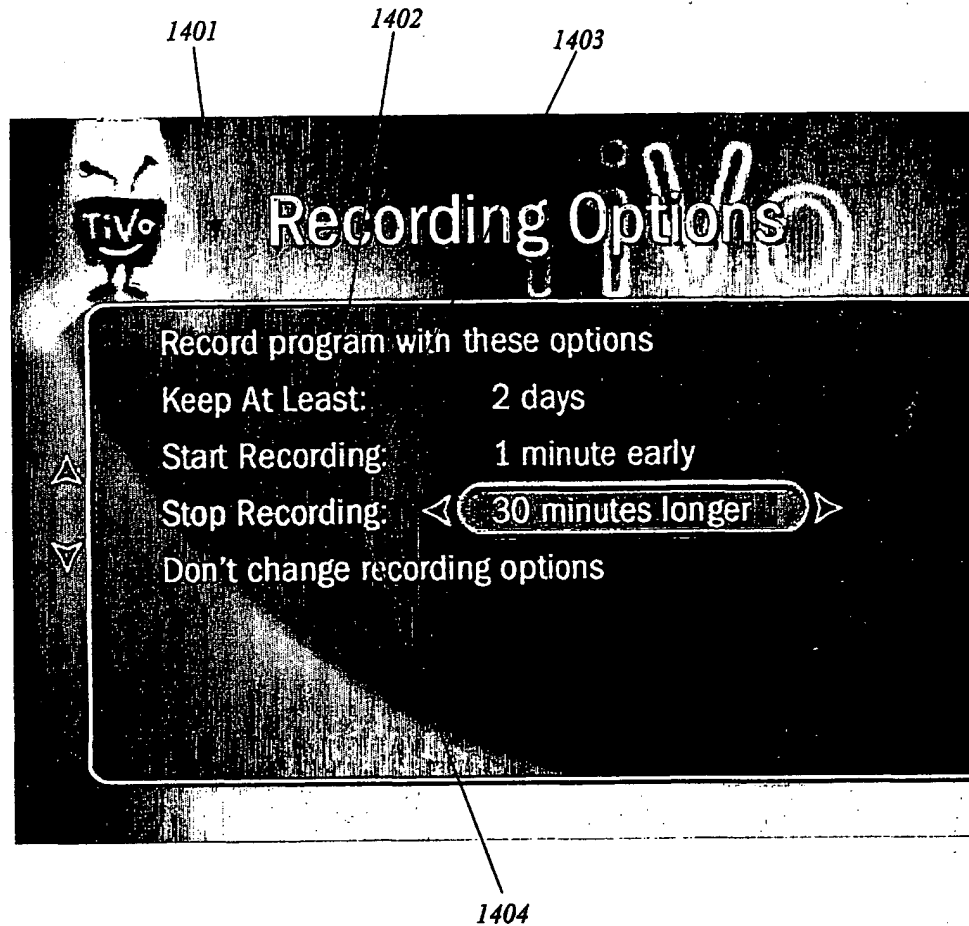 1401
1402
1403
TiVo
TiVo
Recording Options
Record program with these options
Keep At Least: 2 days
Start Recording: 1 minute early
Stop Recording: 30 minutes longer
Don't change recording options
1404